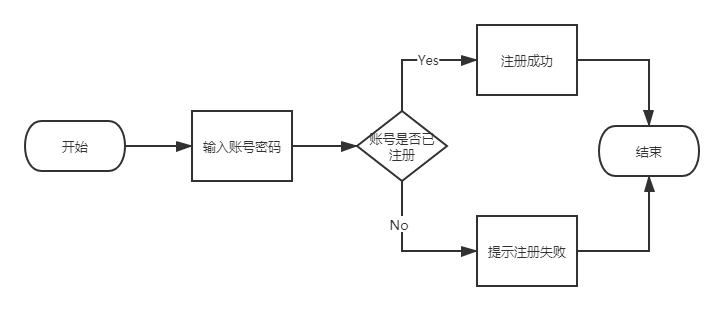 开始
输入账号密码
账号是否已
注册
Yes
注册成功
No
提示注册失败
结束